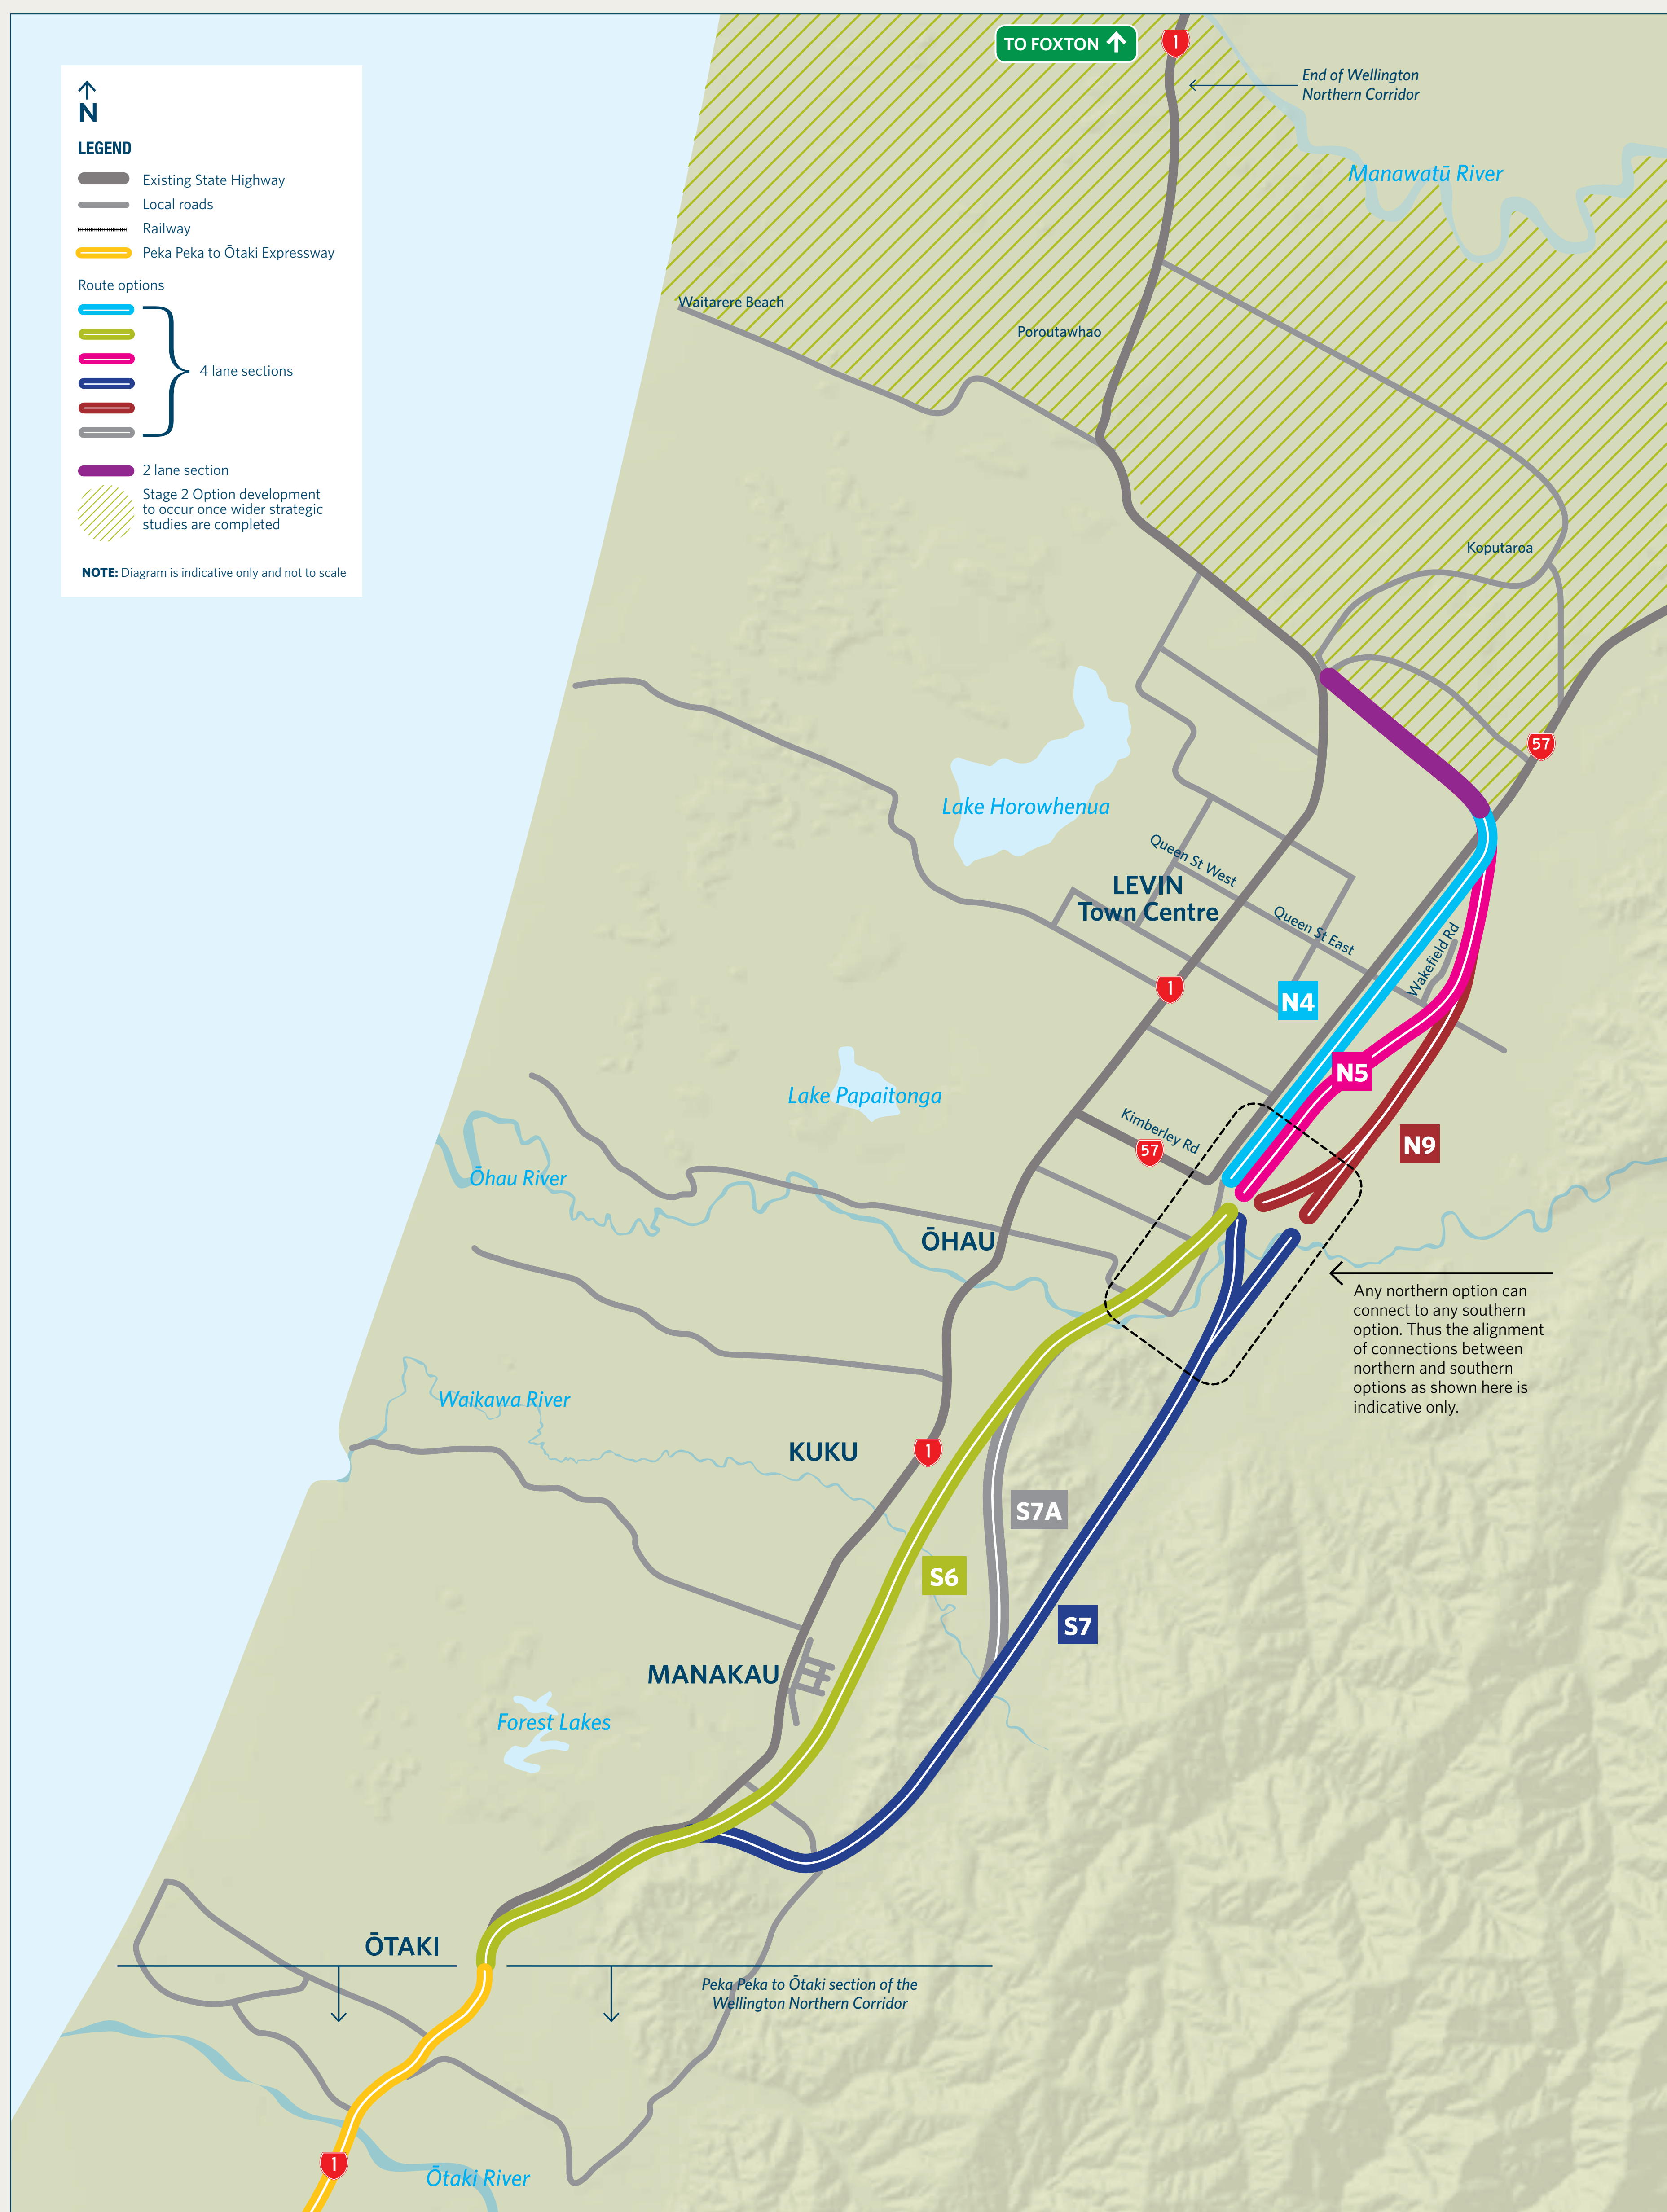 TO FOXTON
1
End of Wellington
Northern Corridor
N
LEGEND
Existing State Highway
Local roads
Railway
Peka Peka to Ōtaki Expressway
Route options
4 lane sections
2 lane section
Stage 2 Option development
to occur once wider strategic
studies are completed
NOTE: Diagram is indicative only and not to scale
Manawatū River
Waitarere Beach
Poroutawhao
Koputaroa
57
Lake Horowhenua
Queen St West
LEVIN
Town Centre
Queen St East
Wakefield Rd
1
N4
N5
Lake Papaitonga
Kimberley Rd
57
N9
Ōhau River
ŌHAU
Any northern option can
connect to any southern
option. Thus the alignment
of connections between
northern and southern
options as shown here is
indicative only.
Waikawa River
KUKU
1
S7A
S6
S7
MANAKAU
Forest Lakes
ŌTAKI
Peka Peka to Ōtaki section of the
Wellington Northern Corridor
1
Ōtaki River